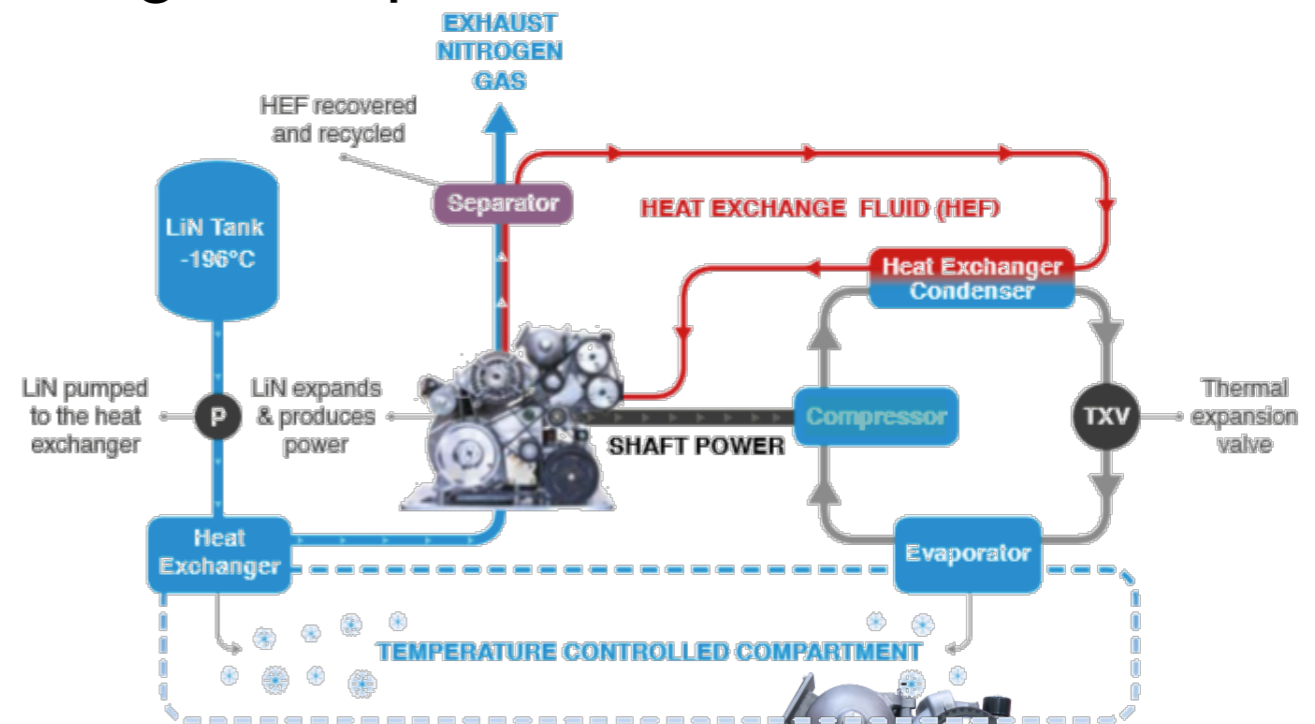 EXHAUST
NITROGEN
GAS
HEF recovered
and recycled
Separator
HEAT EXCHANGE FLUID (HEF)
LiN Tank
-196°C
Heat Exchanger
Condenser
LiN pumped
to the heat
exchanger
P
LiN expands
& produces
power
SHAFT POWER
Compressor
TXV
Thermal
expansion
valve
Heat
Exchanger
Evaporator
TEMPERATURE CONTROLLED COMPARTMENT